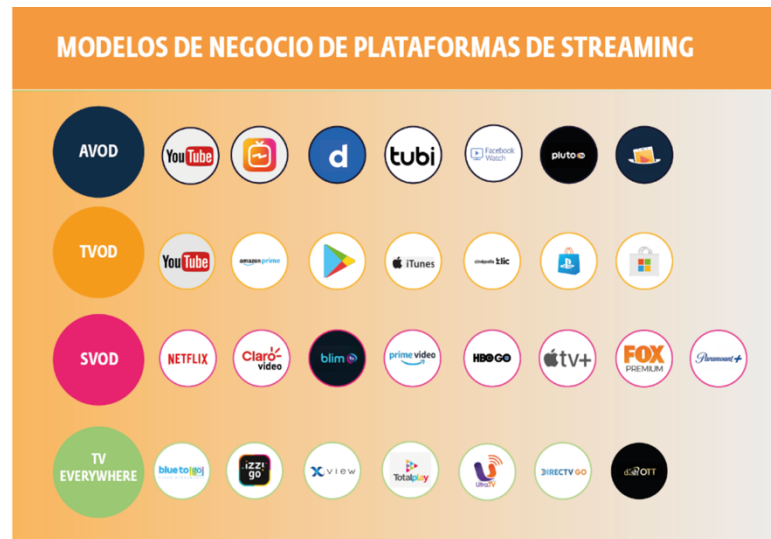 MODELOS DE NEGOCIO DE PLATAFORMAS DE STREAMING
AVOD
YouTube
d
tubi
Facebook
Watch
pluto
TVOD
YouTube
amazon prime
iTunes
cinépolis klic
SVOD
NETFLIX
Claro-
video
blim
prime video
HBO GO
tv+
FOX
PREMIUM
Paramount+
TV
EVERYWHERE
blue to go
izzi
go
xview
Totalplay
UltraTV
DIRECTV GO
OTT